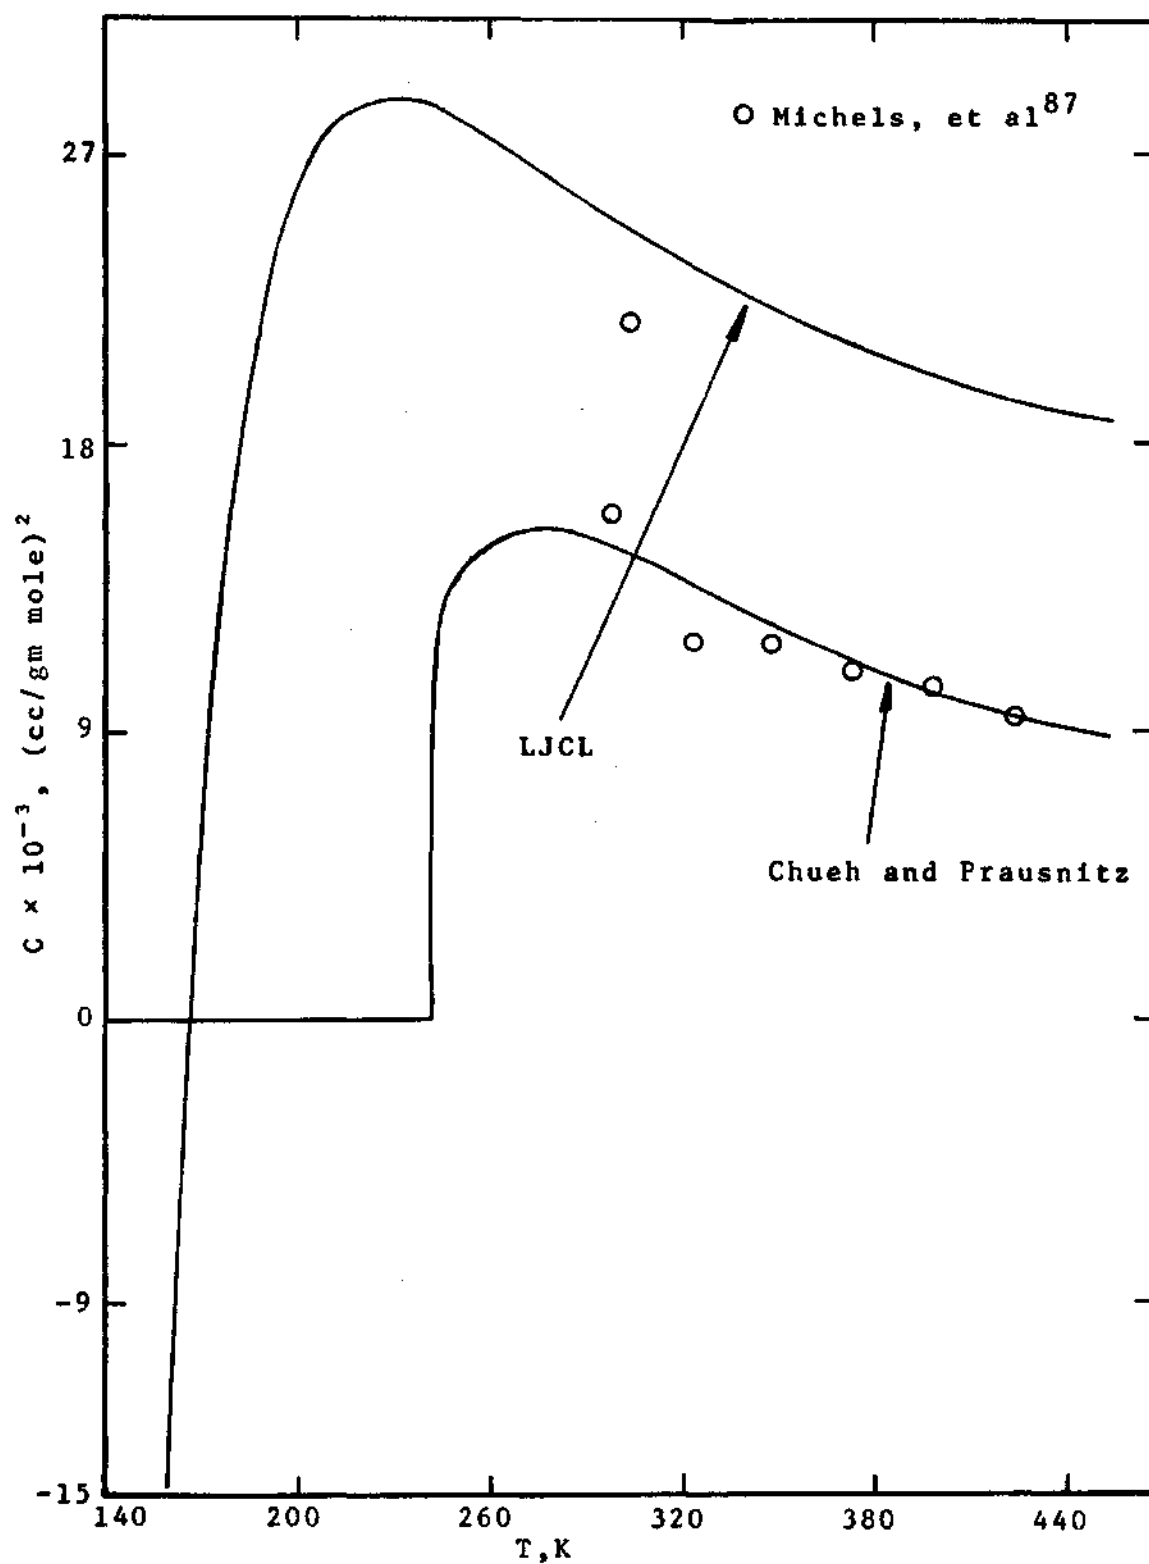 O Michels, et al87
27
18
9
0
-9
-15
C × 10-3, (cc/gm mole)2
LJCL
Chueh and Prausnitz
140 200 260 320 380 440
T,K